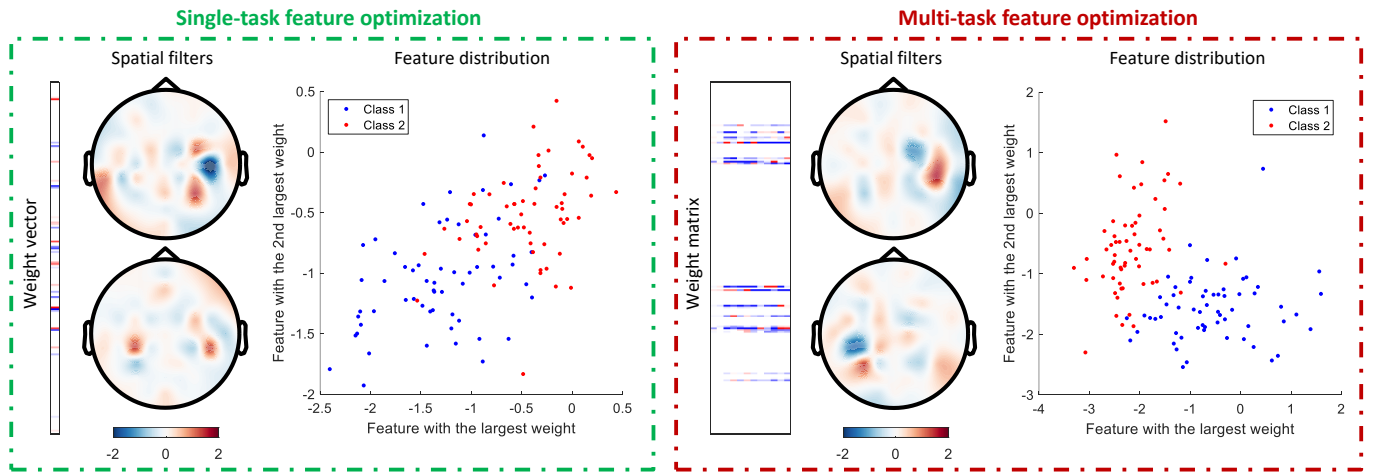 Single-task feature optimization
Spatial filters
Feature distribution
Weight vector
-2 0 2
Feature with the 2nd largest weight
0.5
0
-0.5
-1
-1.5
-2
Class 1
Class 2
-2.5 -2 -1.5 -1 -0.5 0 0.5
Feature with the largest weight
Multi-task feature optimization
Spatial filters
Feature distribution
Weight matrix
-2 0 2
Feature with the 2nd largest weight
2
1
0
-1
-2
-3
Class 1
Class 2
-4 -3 -2 -1 0 1 2
Feature with the largest weight